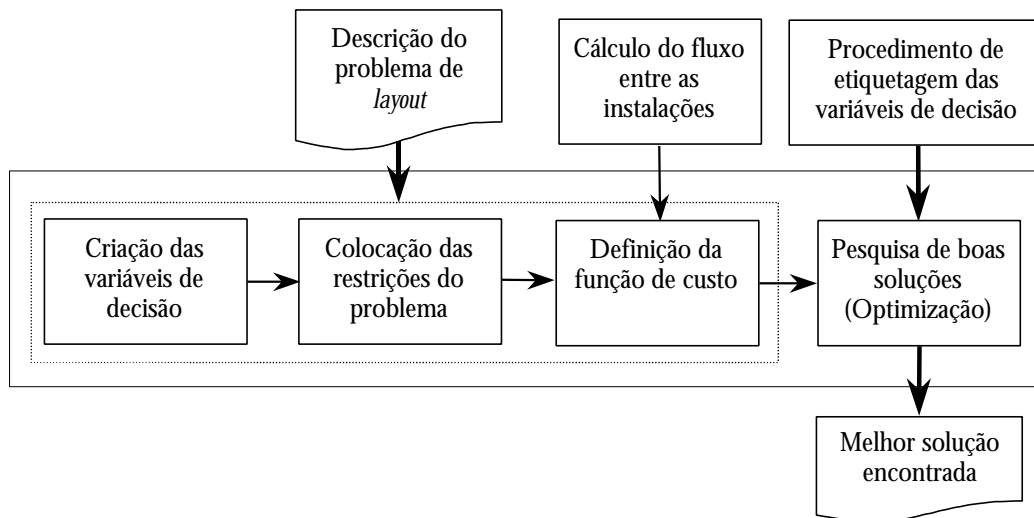 Descrição do
problema de
layout
Cálculo do fluxo
entre as
instalações
Procedimento de
etiquetagem das
variáveis de decisão
Criação das
variáveis de
decisão
Colocação das
restrições do
problema
Definição da
função de custo
Pesquisa de boas
soluções
(Optimização)
Melhor solução
encontrada